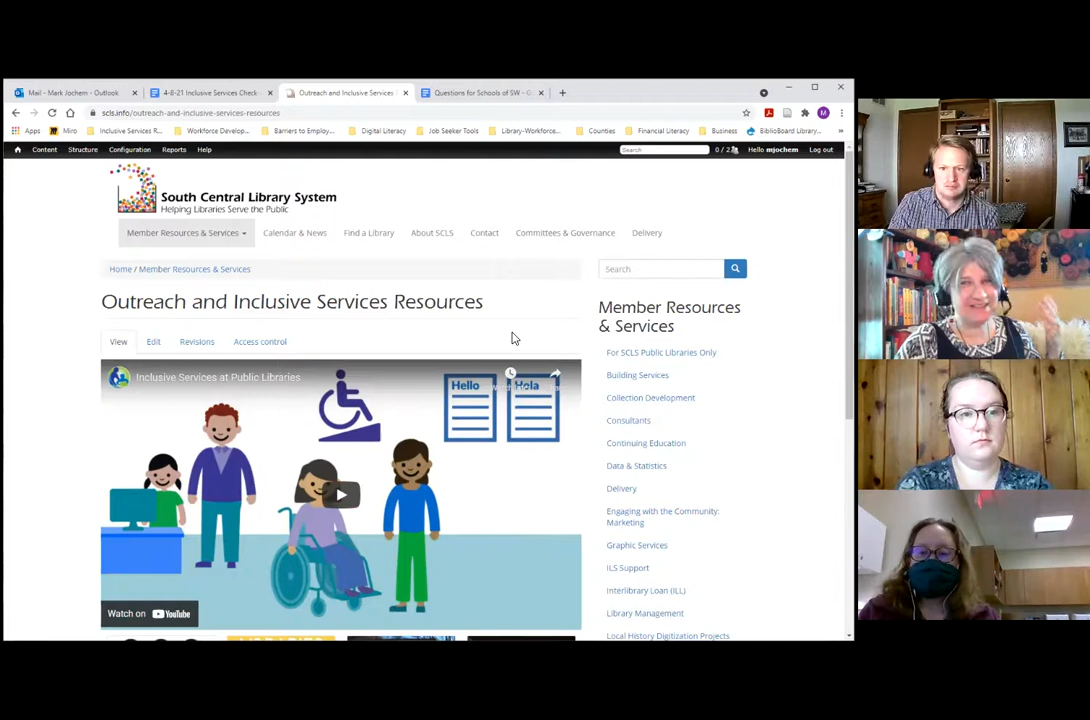 Mail - Mark Jochem - Outlook
4-8-21 Inclusive Services Check
Outreach and Inclusive Services
Questions for Schools of SW - G
scls.info/outreach-and-inclusive-services-resources
Apps
Miro
Inclusive Services R...
Workforce Develop...
Barriers to Employ...
Digital Literacy
Job Seeker Tools
Library-Workforce...
Counties
Financial Literacy
Business
BiblioBoard Library...
Content
Structure
Configuration
Reports
Help
Search
Hello mjochem
Log out
South Central Library System
Helping Libraries Serve the Public
Member Resources & Services
Calendar & News
Find a Library
About SCLS
Contact
Committees & Governance
Delivery
Home / Member Resources & Services
Search
Outreach and Inclusive Services Resources
View
Edit
Revisions
Access control
Inclusive Services at Public Libraries
Hello
Hola
Watch on YouTube
Member Resources
& Services
For SCLS Public Libraries Only
Building Services
Collection Development
Consultants
Continuing Education
Data & Statistics
Delivery
Engaging with the Community:
Marketing
Graphic Services
ILS Support
Interlibrary Loan (ILL)
Library Management
Local History Digitization Projects